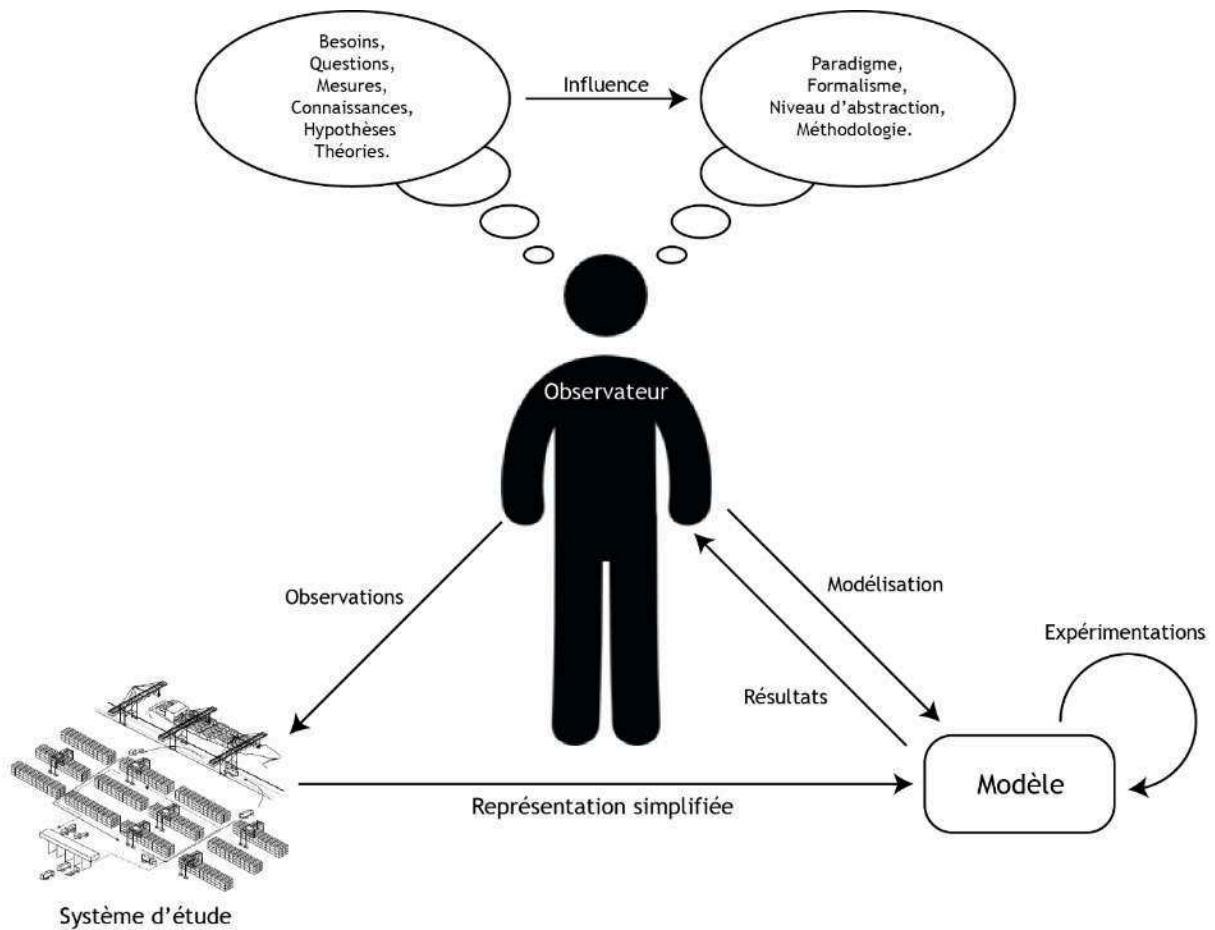 Besoins,
Questions,
Mesures,
Connaissances,
Hypothèses
Théories.
Influence
Paradigme,
Formalisme,
Niveau d'abstraction,
Méthodologie.
Observateur
Observations
Modélisation
Expérimentations
Résultats
Modèle
Représentation simplifiée
Système d'étude